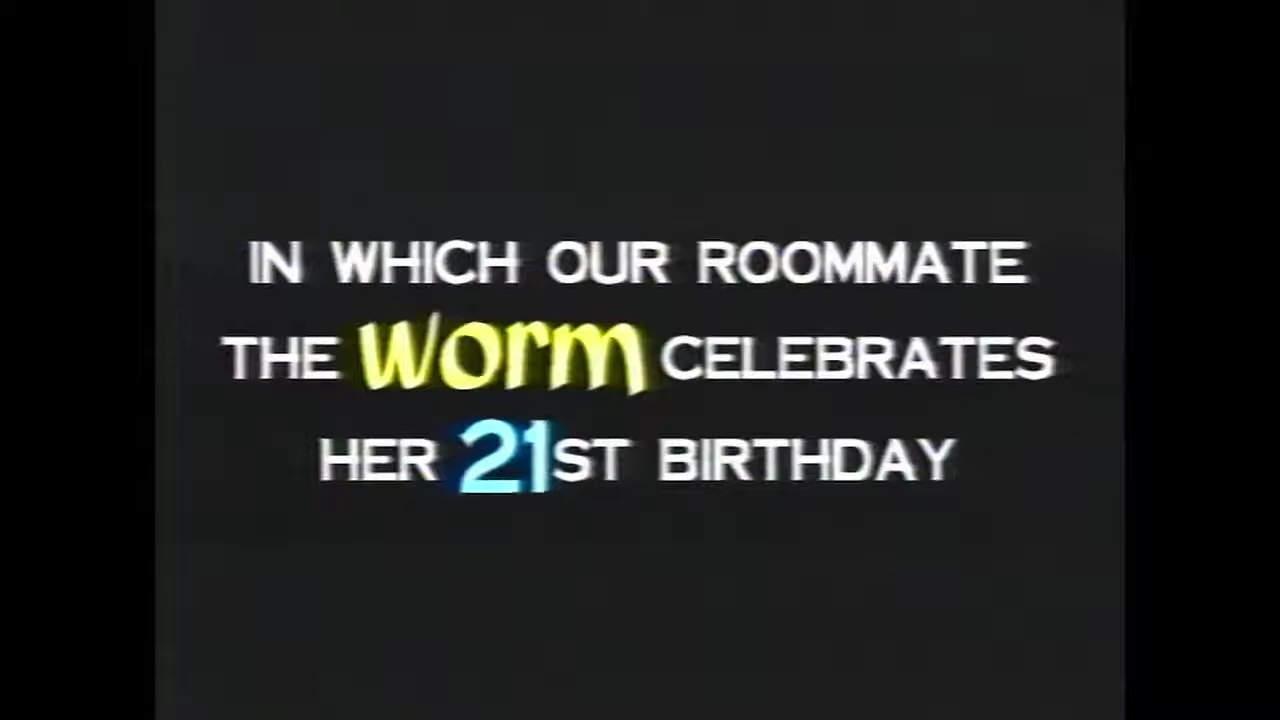 IN WHICH OUR ROOMMATE
THE worm CELEBRATES
HER 21ST BIRTHDAY